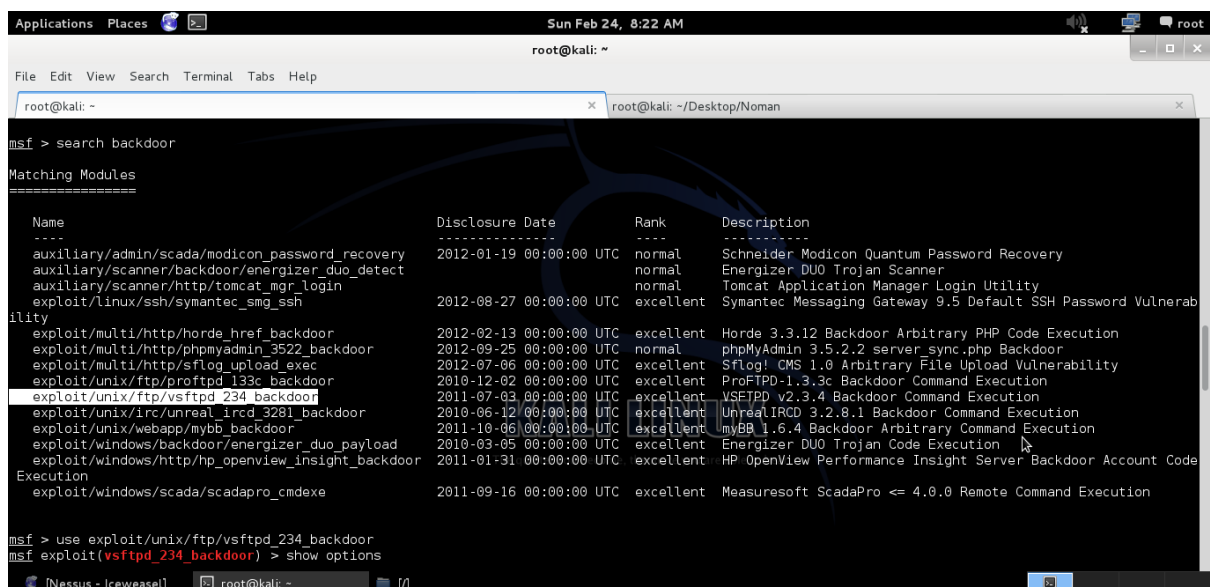 Applications Places Sun Feb 24, 8:22 AM root
root@kali: ~
File Edit View Search Terminal Tabs Help
root@kali: ~ × root@kali: ~/Desktop/Noman ×
msf > search backdoor
Matching Modules
================
Name Disclosure Date Rank Description
---- --------------- ---- -----------
auxiliary/admin/scada/modicon_password_recovery 2012-01-19 00:00:00 UTC normal Schneider Modicon Quantum Password Recovery
auxiliary/scanner/backdoor/energizer_duo_detect normal Energizer DUO Trojan Scanner
auxiliary/scanner/http/tomcat_mgr_login normal Tomcat Application Manager Login Utility
exploit/linux/ssh/symantec_smg_ssh 2012-08-27 00:00:00 UTC excellent Symantec Messaging Gateway 9.5 Default SSH Password Vulnerab
ility
exploit/multi/http/horde_href_backdoor 2012-02-13 00:00:00 UTC excellent Horde 3.3.12 Backdoor Arbitrary PHP Code Execution
exploit/multi/http/phpmyadmin_3522_backdoor 2012-09-25 00:00:00 UTC normal phpMyAdmin 3.5.2.2 server_sync.php Backdoor
exploit/multi/http/sflog_upload_exec 2012-07-06 00:00:00 UTC excellent Sflog! CMS 1.0 Arbitrary File Upload Vulnerability
exploit/unix/ftp/proftpd_133c_backdoor 2010-12-02 00:00:00 UTC excellent ProFTPD-1.3.3c Backdoor Command Execution
exploit/unix/ftp/vsftpd_234_backdoor 2011-07-03 00:00:00 UTC excellent VSFTPD v2.3.4 Backdoor Command Execution
exploit/unix/irc/unreal_ircd_3281_backdoor 2010-06-12 00:00:00 UTC excellent UnrealIRCD 3.2.8.1 Backdoor Command Execution
exploit/unix/webapp/mybb_backdoor 2011-10-06 00:00:00 UTC excellent myBB 1.6.4 Backdoor Arbitrary Command Execution
exploit/windows/backdoor/energizer_duo_payload 2010-03-05 00:00:00 UTC excellent Energizer DUO Trojan Code Execution
exploit/windows/http/hp_openview_insight_backdoor 2011-01-31 00:00:00 UTC excellent HP OpenView Performance Insight Server Backdoor Account Code
Execution
exploit/windows/scada/scadapro_cmdexe 2011-09-16 00:00:00 UTC excellent Measuresoft ScadaPro <= 4.0.0 Remote Command Execution
KALI LINUX
msf > use exploit/unix/ftp/vsftpd_234_backdoor
msf exploit(vsftpd_234_backdoor) > show options
[Nessus - Iceweasel] root@kali: ~ [/]